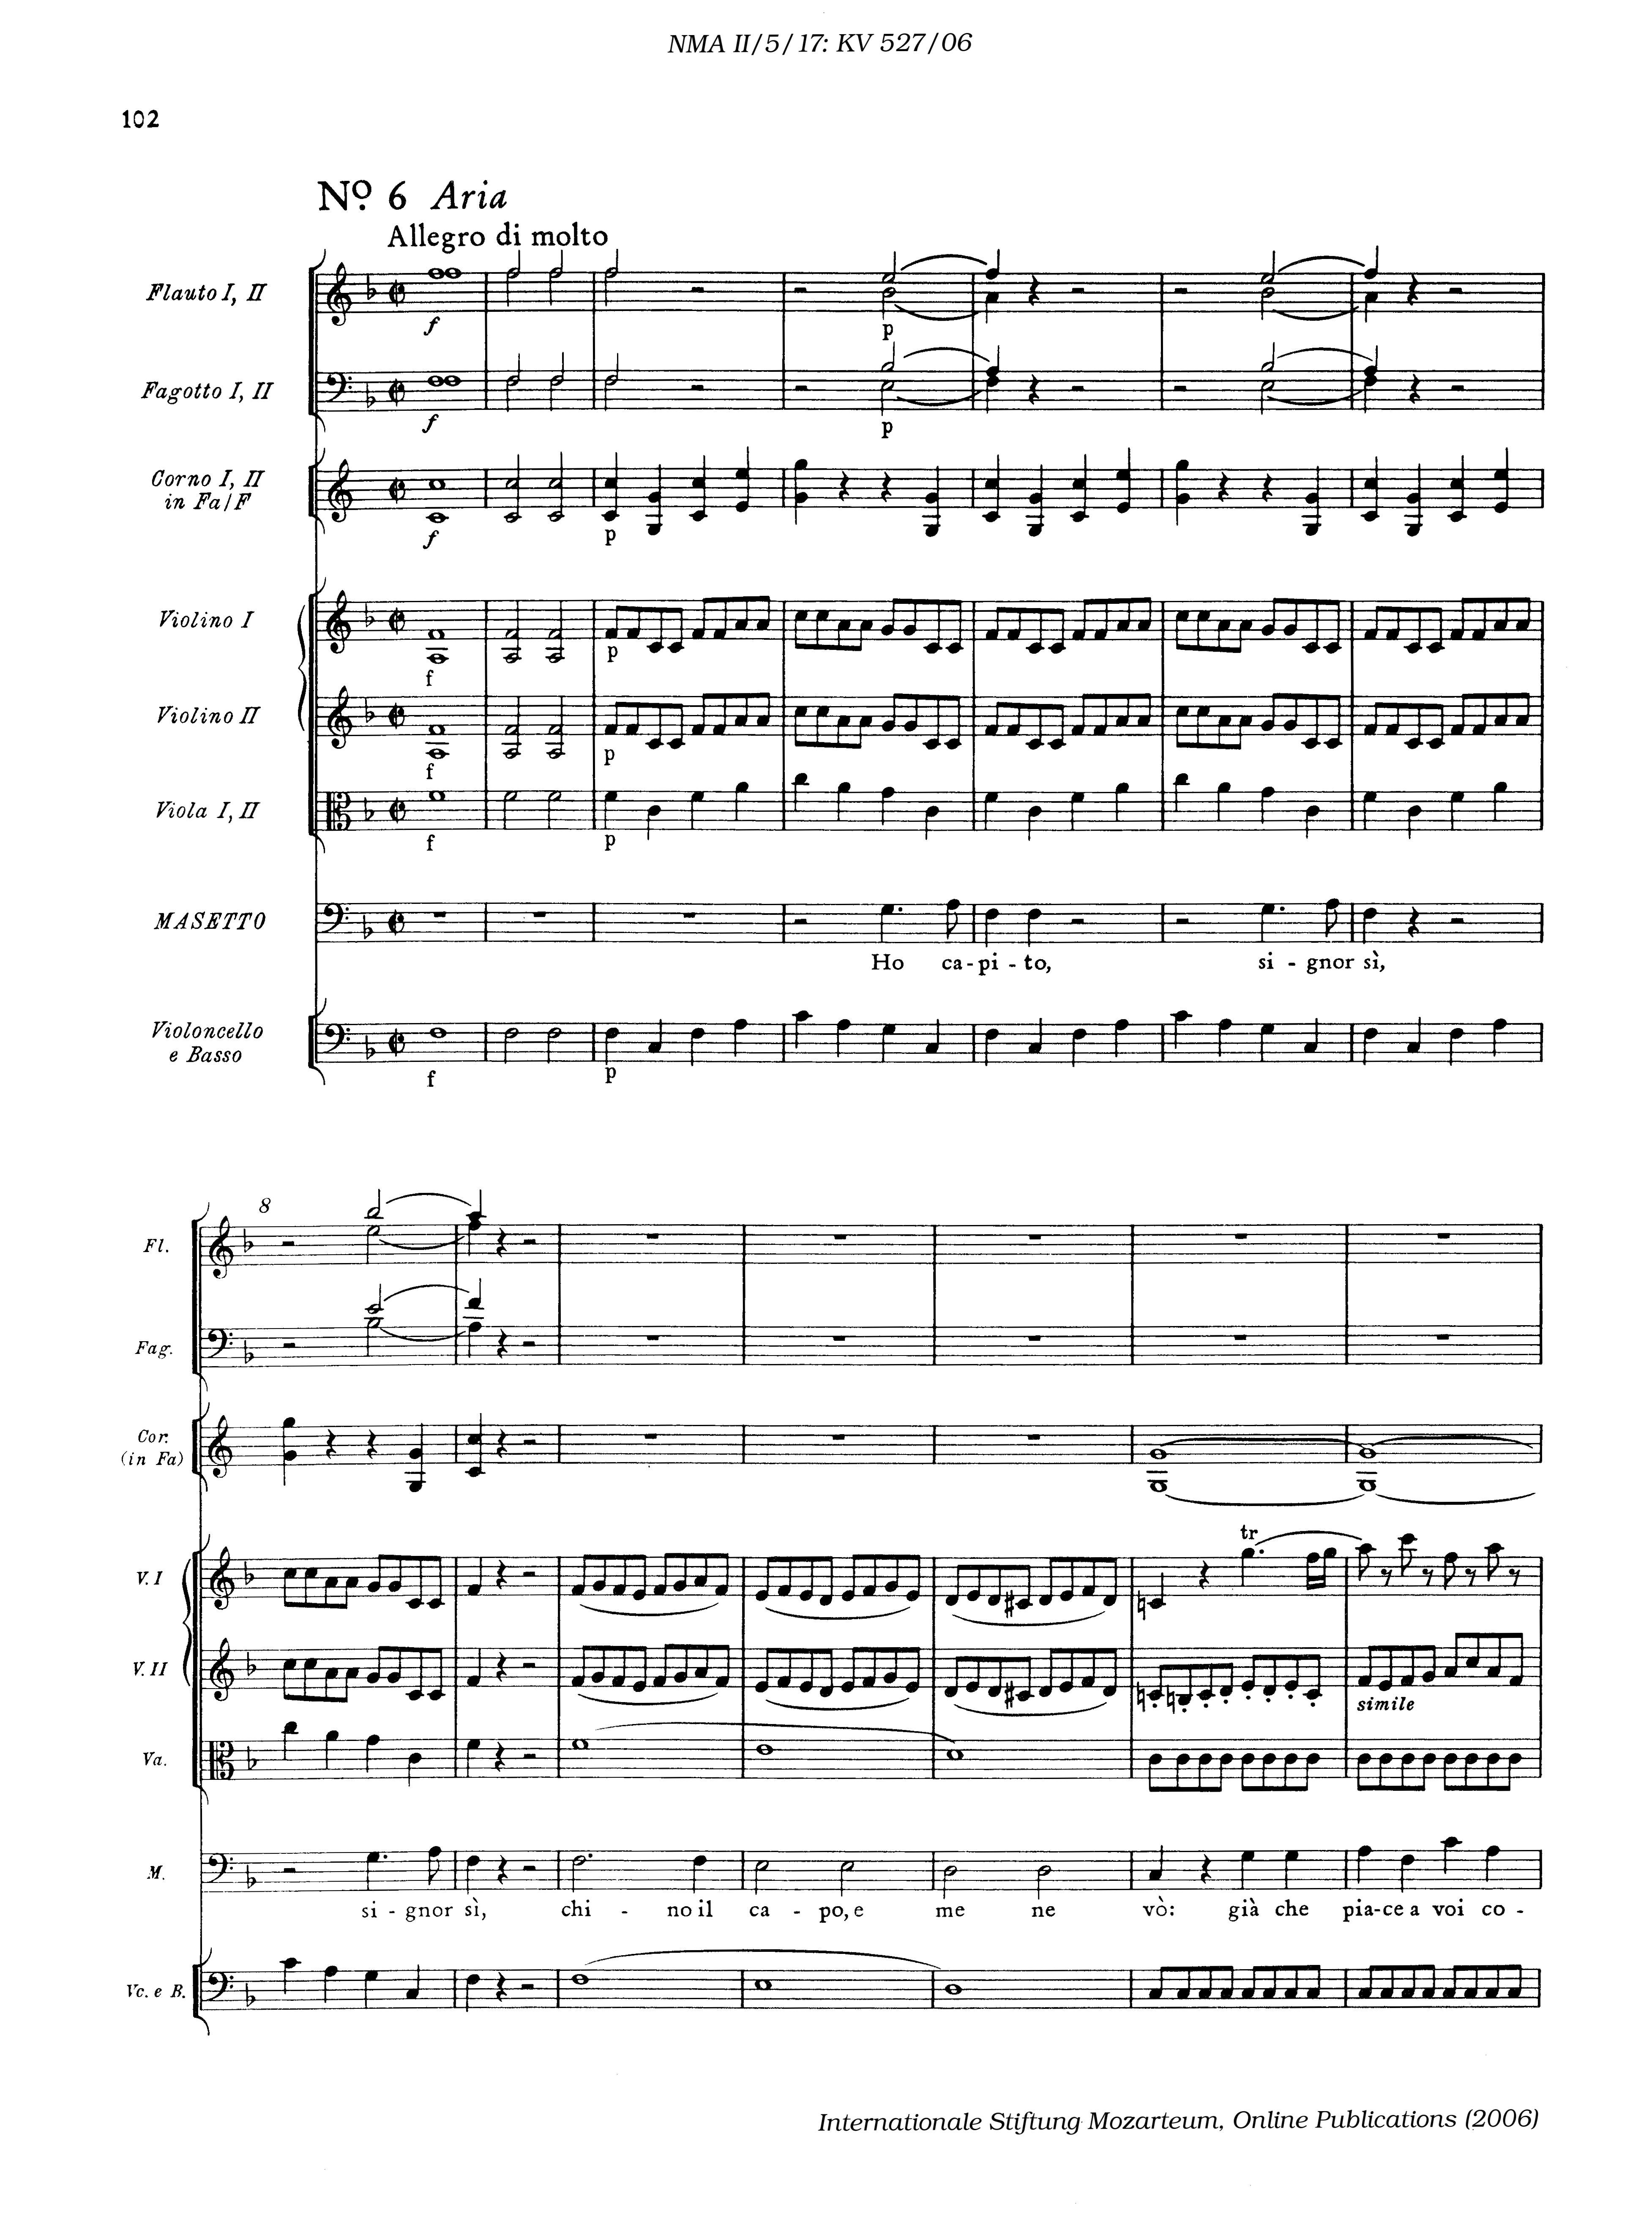 NMA II/5/17: KV 527/06
102
Nº. 6 Aria
Allegro di molto
Flauto I, II
f
p
Fagotto I, II
f
p
Corno I, II
in Fa/F
f
p
Violino I
p
f
Violino II
p
f
Viola I, II
f
p
MASETTO
Ho ca-pi-to, si-gnor sì,
Violoncello
e Basso
f
p
8
Fl.
Fag.
Cor.
(in Fa)
tr
V. I
V. II
simile
Va.
M.
si-gnor sì, chi-no il ca-po, e me ne vò: già che pia-ce a voi co-
Vc. e B.
Internationale Stiftung Mozarteum, Online Publications (2006)